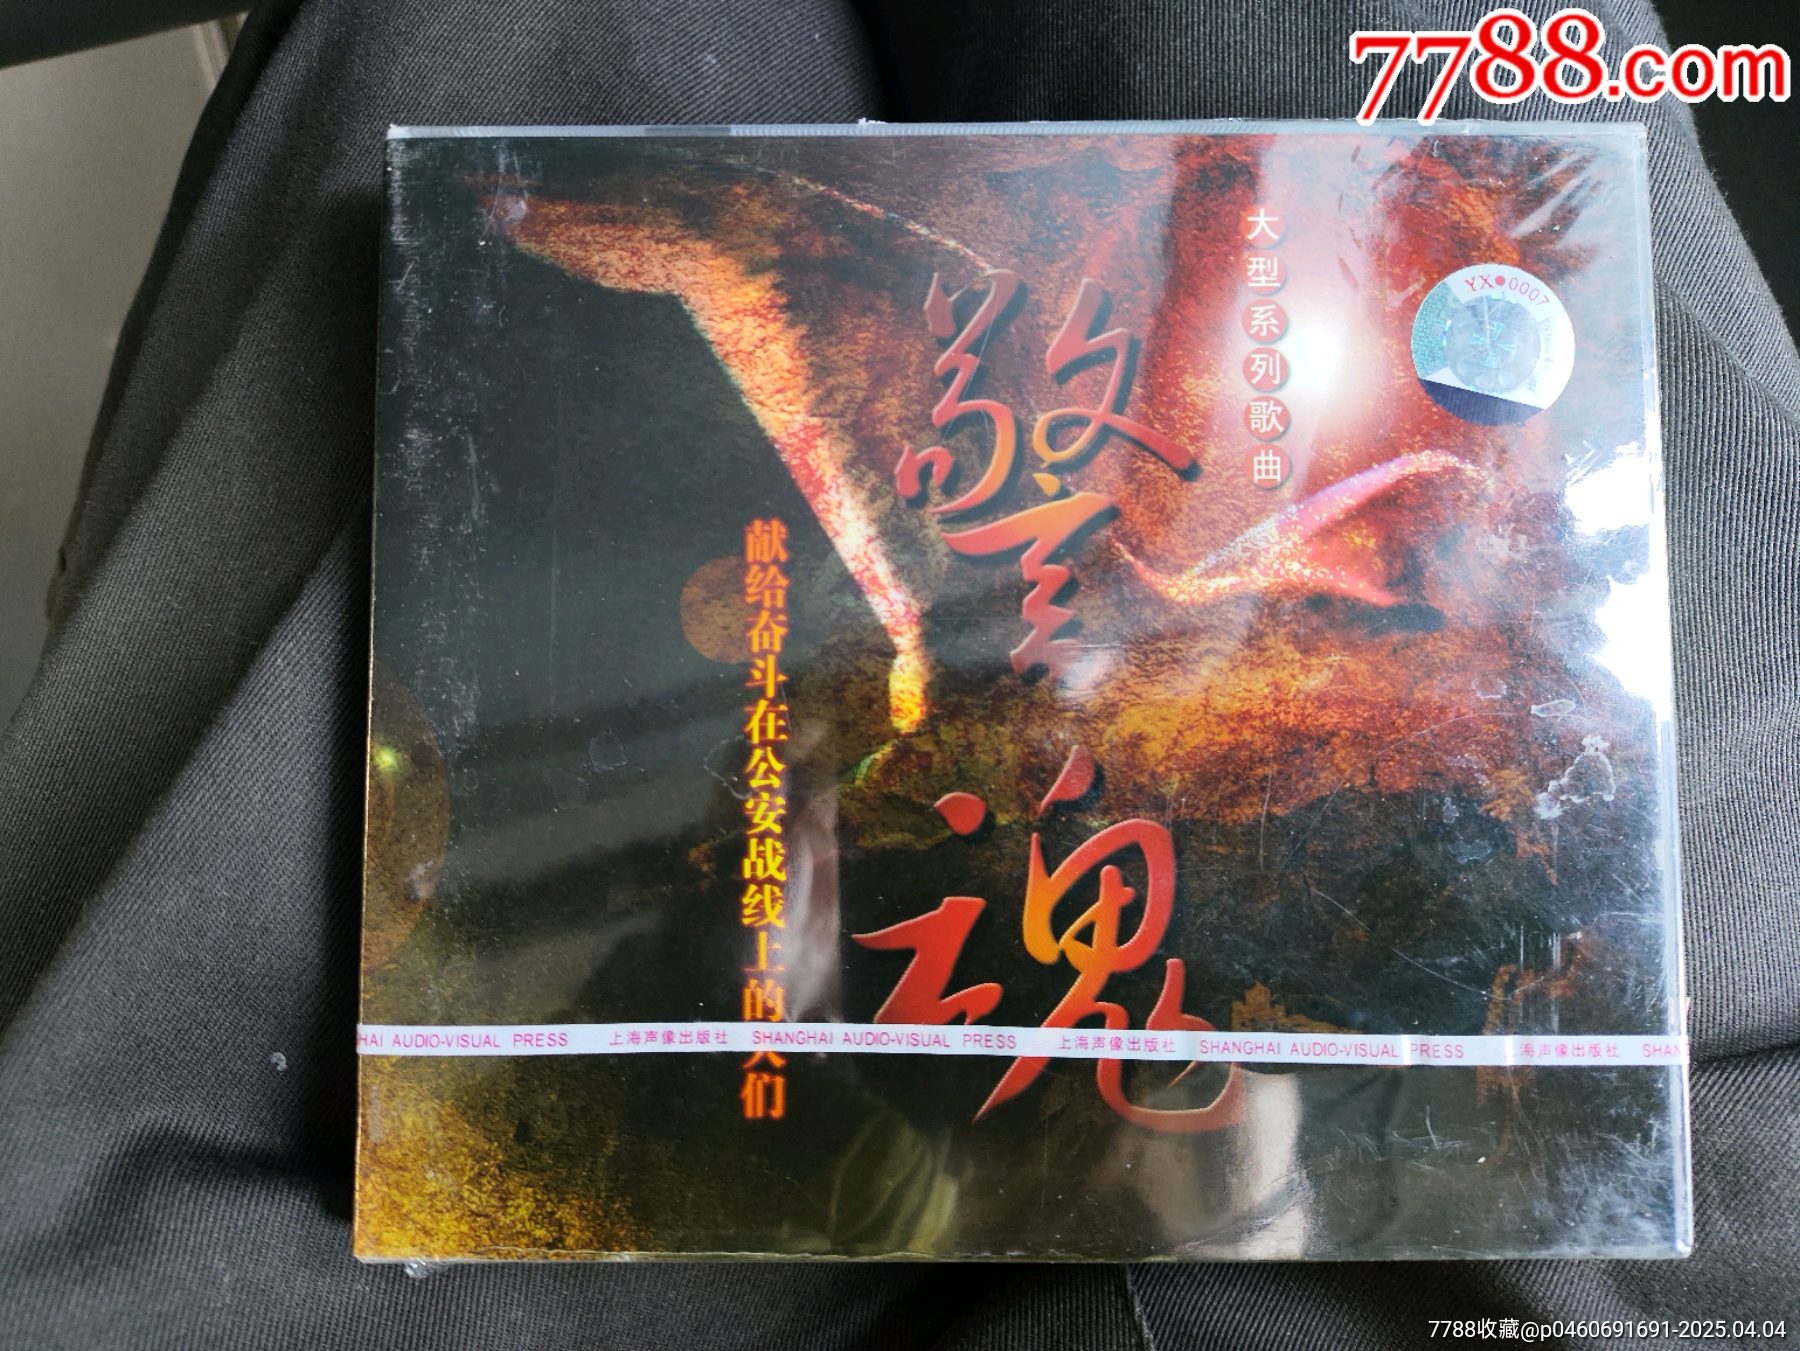 7788.com
大型系列歌曲
YX 0007
警魂
献给奋斗在公安战线上的人们
HAI AUDIO-VISUAL PRESS 上海声像出版社 SHANGHAI AUDIO-VISUAL PRESS 上海声像出版社 SHANGHAI AUDIO-VISUAL PRESS 上海声像出版社 SHAN
7788收藏@p0460691691-2025.04.04